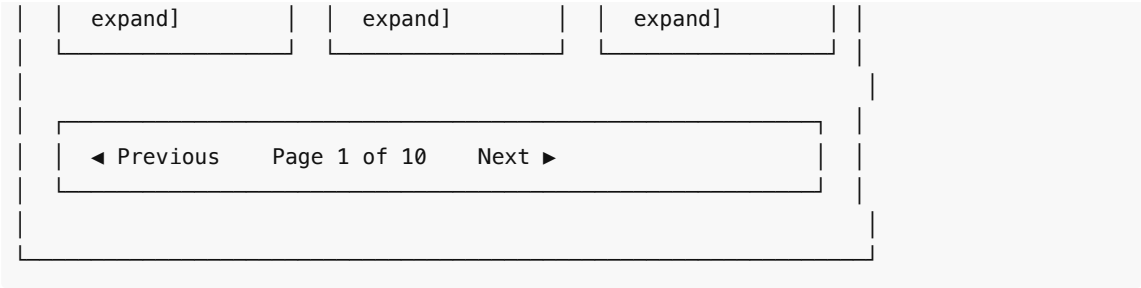 expand] expand] expand]
◄ Previous Page 1 of 10 Next ►